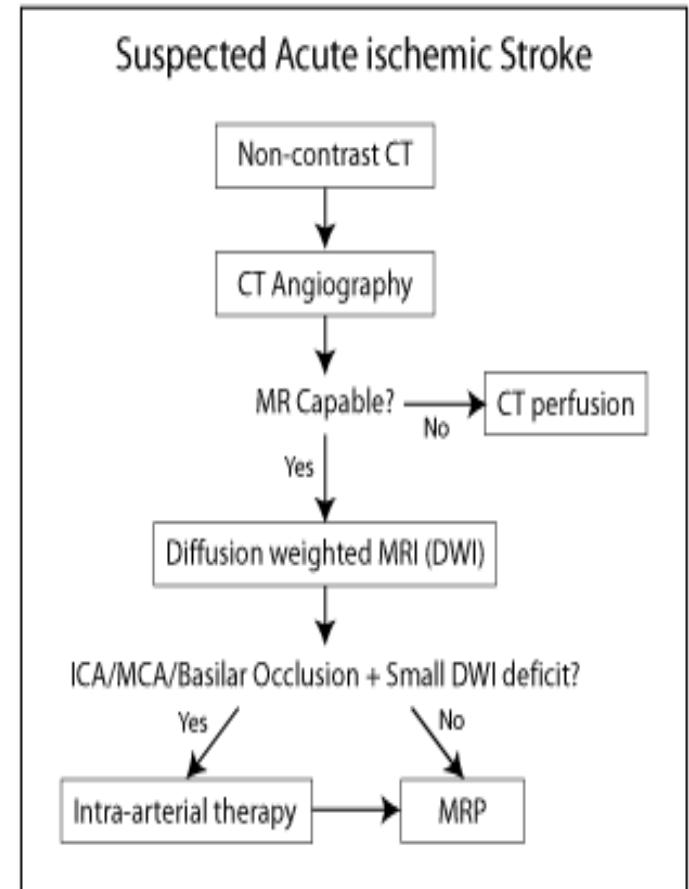 Suspected Acute ischemic Stroke
Non-contrast CT
CT Angiography
MR Capable?
No
CT perfusion
Yes
Diffusion weighted MRI (DWI)
ICA/MCA/Basilar Occlusion + Small DWI deficit?
Yes
No
Intra-arterial therapy
MRP